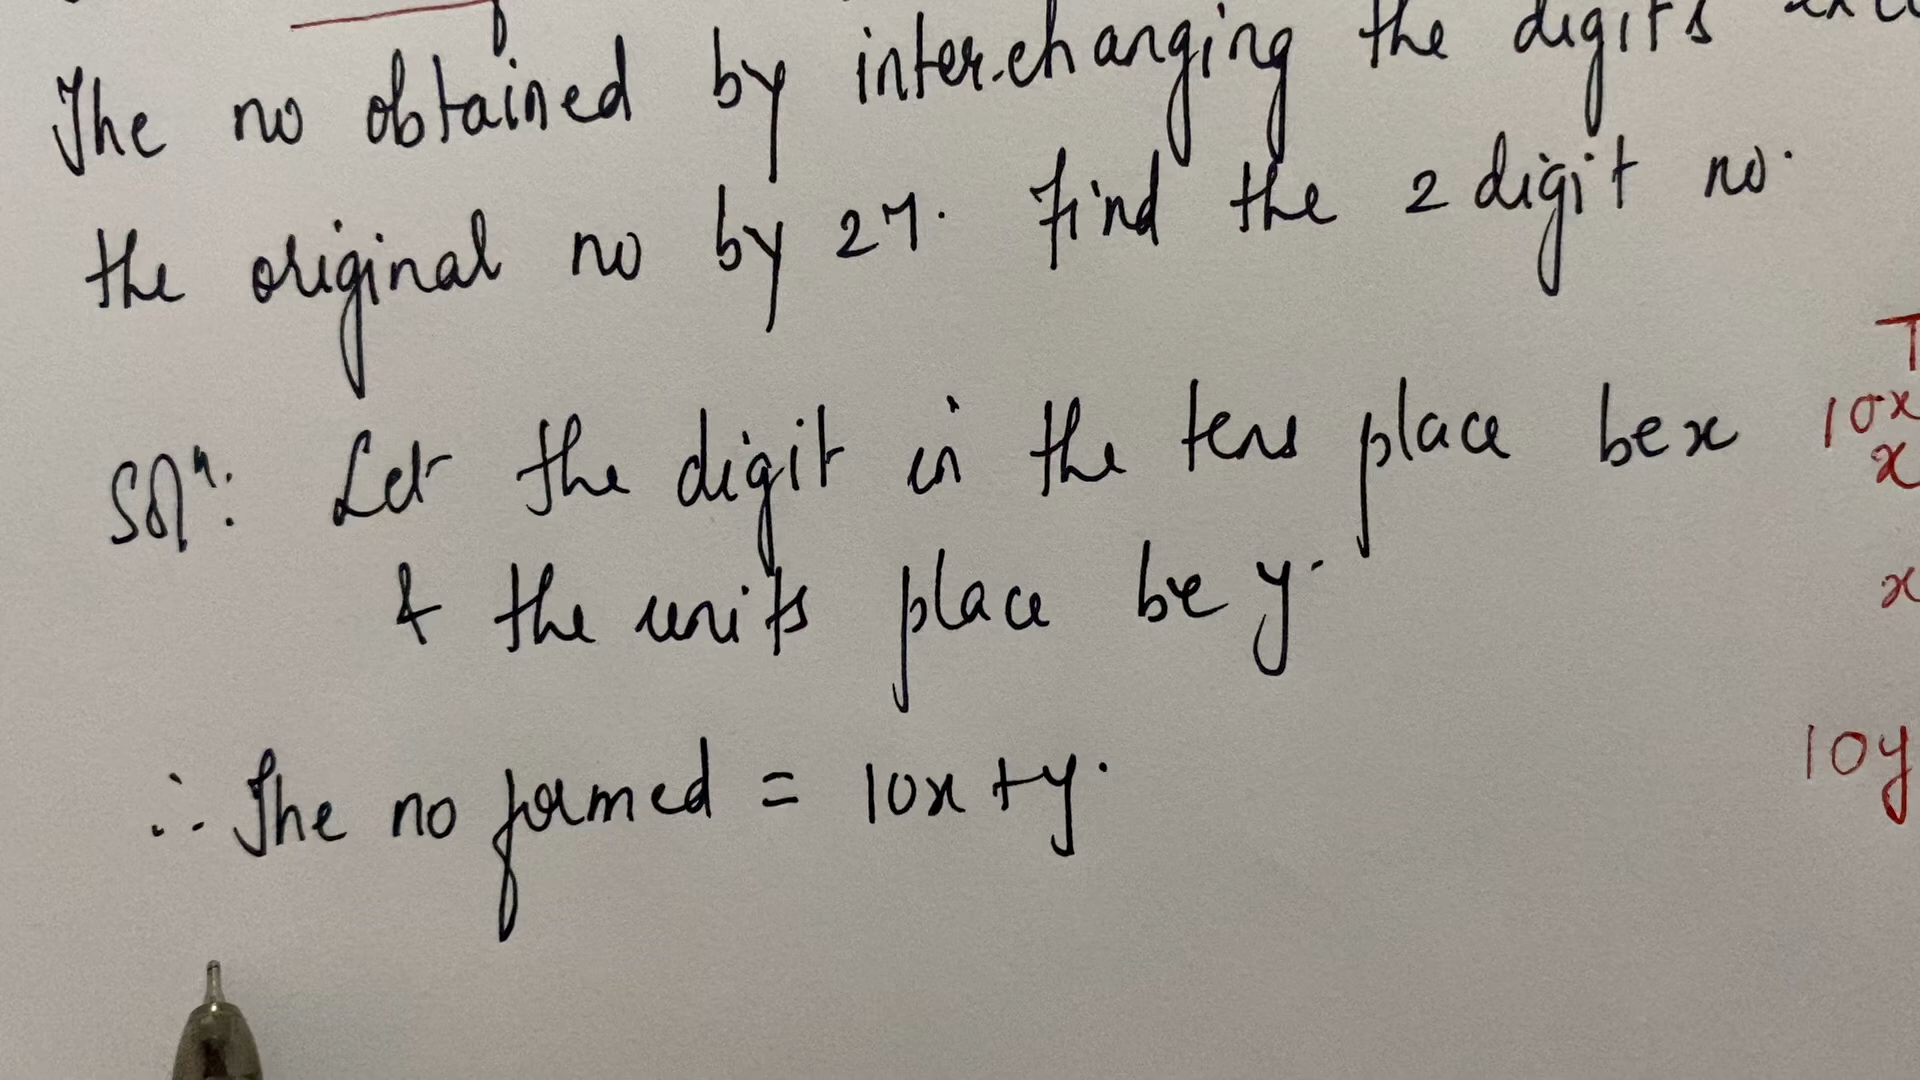 The no obtained by interchanging the digits
the original no by 27. Find the 2 digit no.
T
Solⁿ: Let the digit in the tens place be x
10x
x
& the units place be y.
x
∴ The no formed = 10x + y.
10y